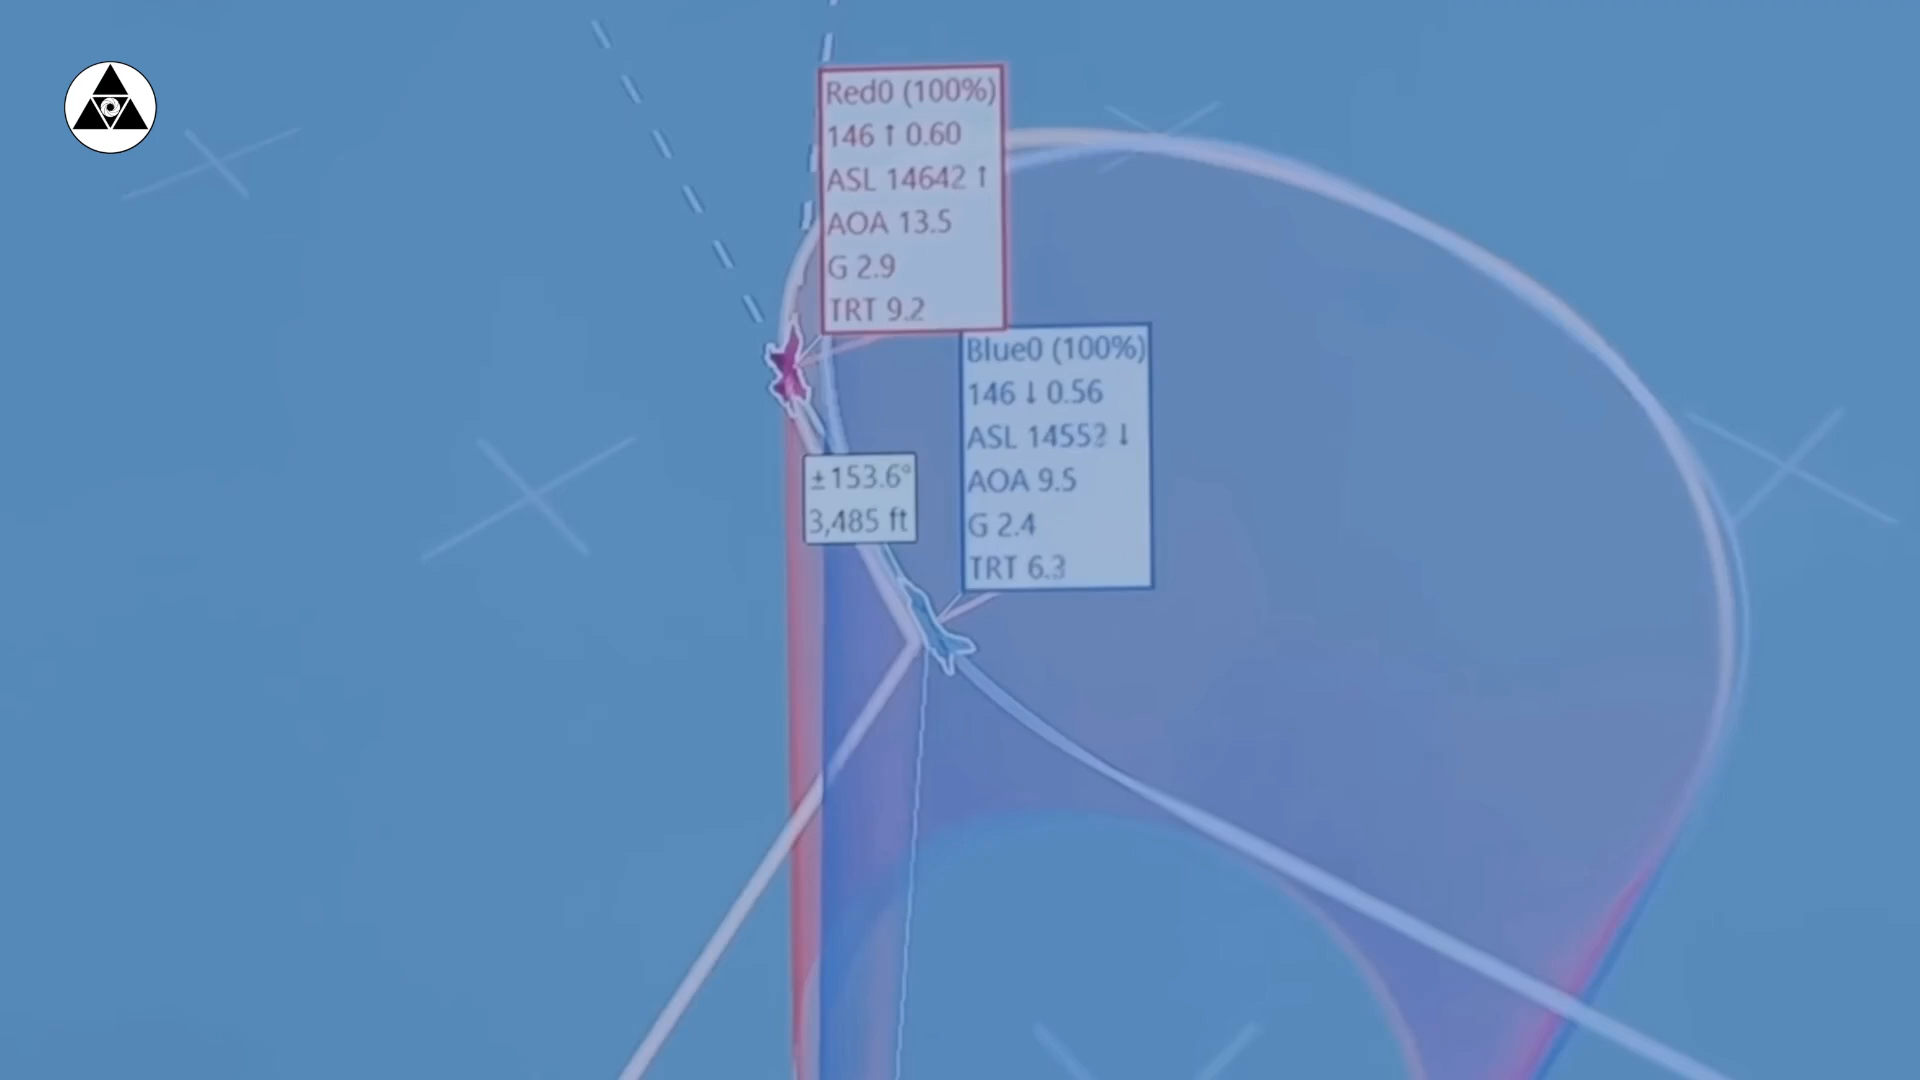 Red0 (100%)
146 ↑ 0.60
ASL 14642 ↑
AOA 13.5
G 2.9
TRT 9.2
Blue0 (100%)
146 ↓ 0.56
ASL 14552 ↓
AOA 9.5
G 2.4
TRT 6.3
±153.6°
3,485 ft